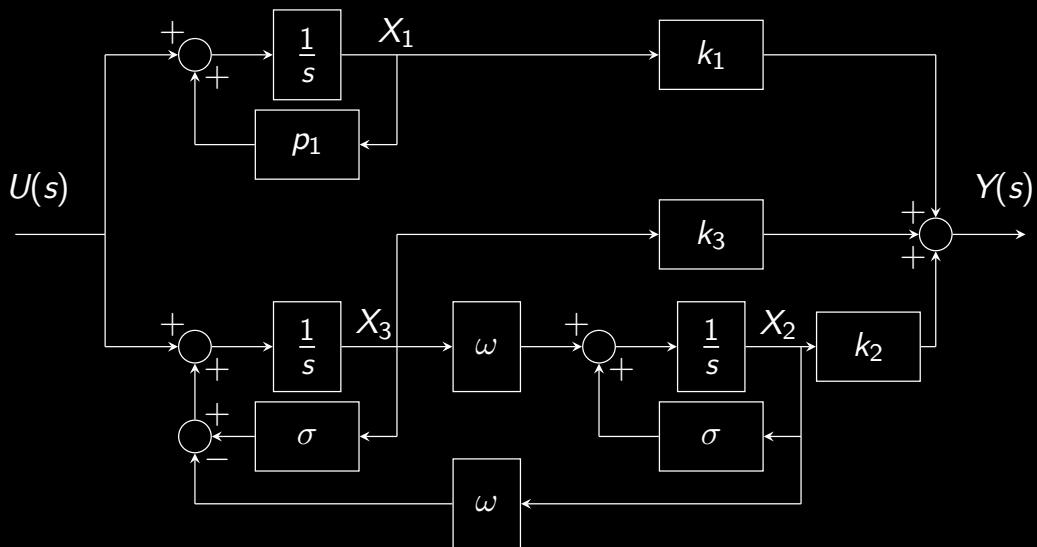 +
1/s
X₁
k₁
+
p₁
U(s)
Y(s)
+
k₃
+
+
1/s
X₃
ω
+
1/s
X₂
k₂
+
+
+
σ
σ
−
ω